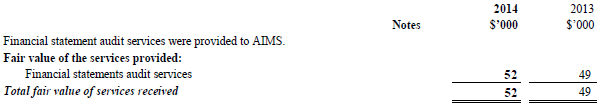 2014 2013
Notes $'000 $'000
Financial statement audit services were provided to AIMS.
Fair value of the services provided:
Financial statements audit services 52 49
Total fair value of services received 52 49